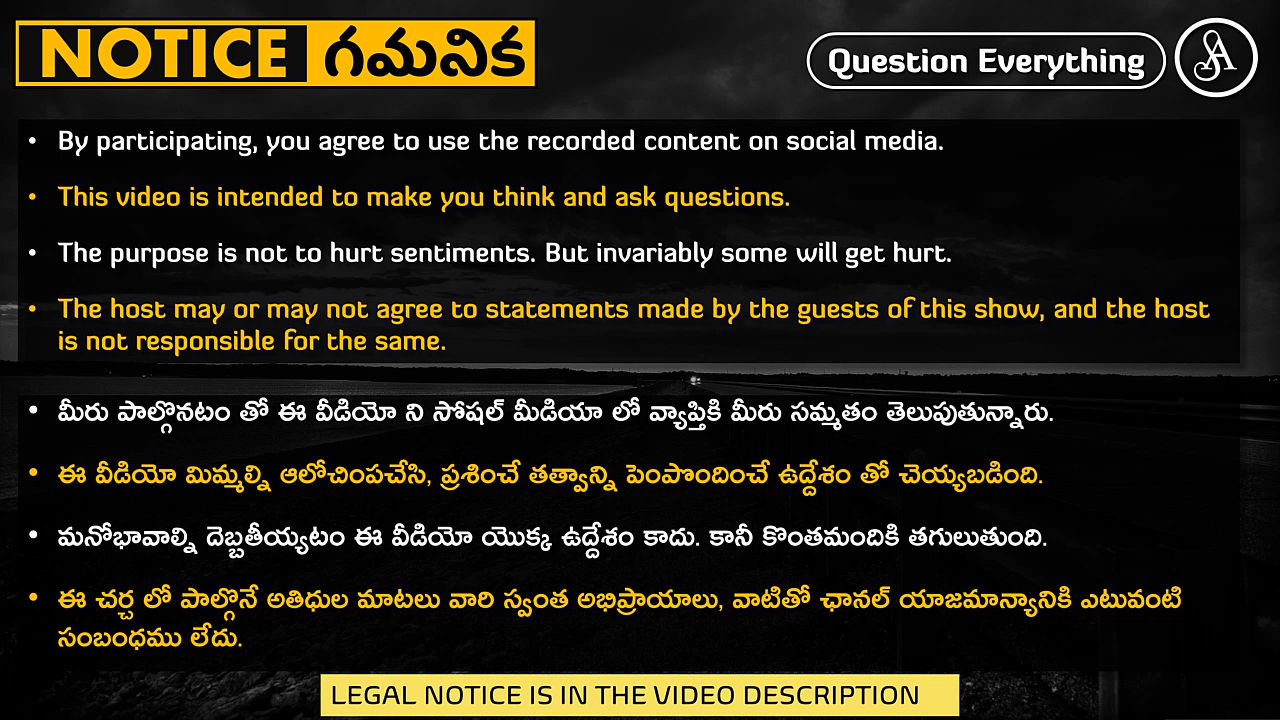 NOTICE గమనిక
Question Everything
• By participating, you agree to use the recorded content on social media.
• This video is intended to make you think and ask questions.
• The purpose is not to hurt sentiments. But invariably some will get hurt.
• The host may or may not agree to statements made by the guests of this show, and the host
is not responsible for the same.
• మీరు పాల్గొనటం తో ఈ వీడియో ని సోషల్ మీడియా లో వ్యాప్తికి మీరు సమ్మతం తెలుపుతున్నారు.
• ఈ వీడియో మిమ్మల్ని ఆలోచింపచేసి, ప్రశించే తత్వాన్ని పెంపొందించే ఉద్దేశం తో చెయ్యబడింది.
• మనోభావాల్ని దెబ్బతీయ్యటం ఈ వీడియో యొక్క ఉద్దేశం కాదు. కానీ కొంతమందికి తగులుతుంది.
• ఈ చర్చ లో పాల్గొనే అతిధుల మాటలు వారి స్వంత అభిప్రాయాలు, వాటితో ఛానల్ యాజమాన్యానికి ఎటువంటి
సంబంధము లేదు.
LEGAL NOTICE IS IN THE VIDEO DESCRIPTION